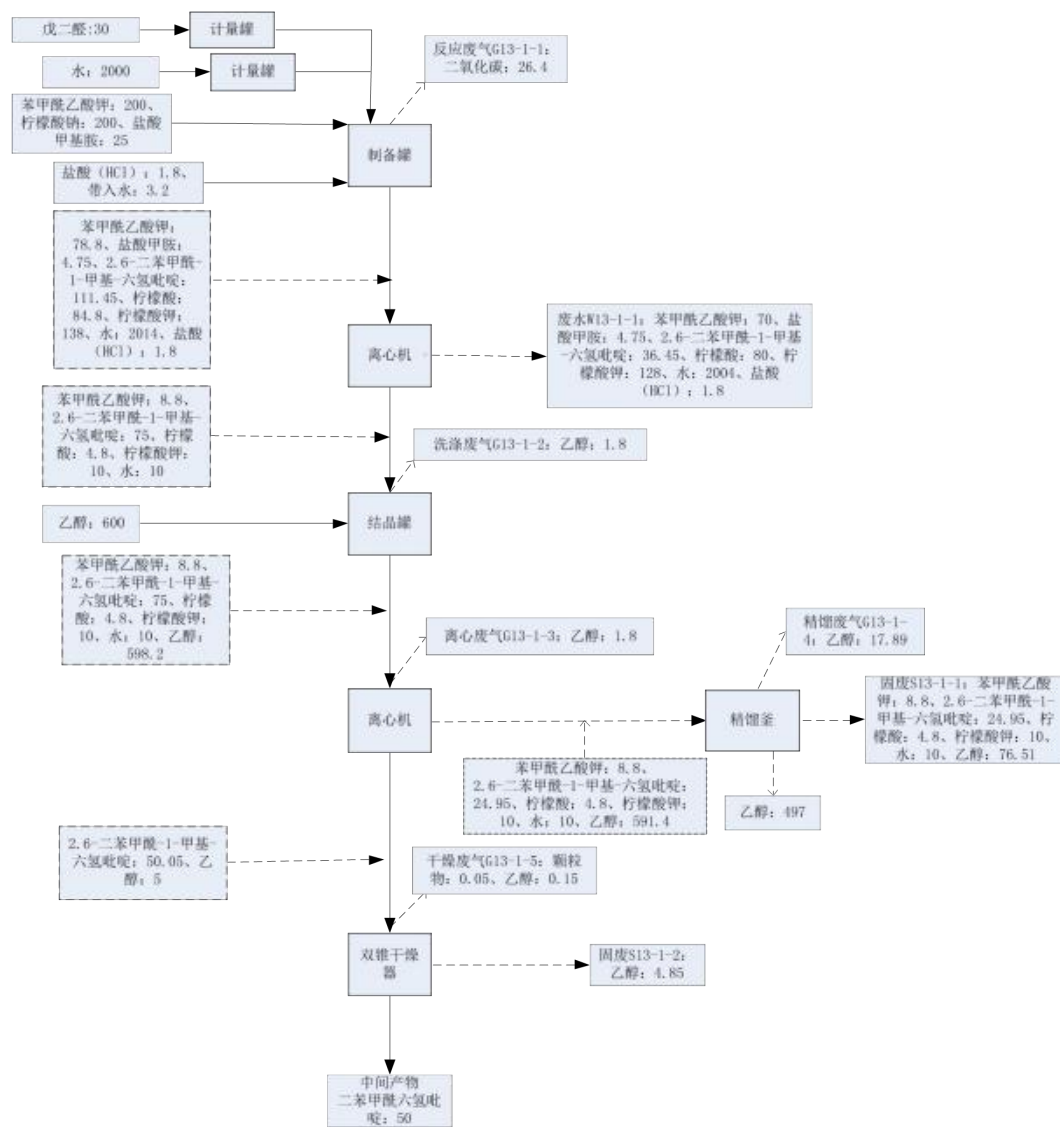 戊二醛:30
计量罐
水：2000
计量罐
反应废气G13-1-1：
二氧化碳：26.4
苯甲酰乙酸钾：200、
柠檬酸钠：200、盐酸
甲基胺：25
制备罐
盐酸（HCl）：1.8、
带入水：3.2
苯甲酰乙酸钾：
78.8、盐酸甲胺：
4.75、2.6-二苯甲酰-
1-甲基-六氢吡啶：
111.45、柠檬酸：
84.8、柠檬酸钾：
138、水：2014、盐酸
（HCl）：1.8
离心机
废水W13-1-1：苯甲酰乙酸钾：70、盐
酸甲胺：4.75、2.6-二苯甲酰-1-甲基
-六氢吡啶：36.45、柠檬酸：80、柠
檬酸钾：128、水：2004、盐酸
（HCl）：1.8
苯甲酰乙酸钾：8.8、
2.6-二苯甲酰-1-甲基-
六氢吡啶：75、柠檬
酸：4.8、柠檬酸钾：
10、水：10
洗涤废气G13-1-2：乙醇：1.8
乙醇：600
结晶罐
苯甲酰乙酸钾：8.8、
2.6-二苯甲酰-1-甲基-
六氢吡啶：75、柠檬
酸：4.8、柠檬酸钾：
10、水：10、乙醇：
598.2
离心废气G13-1-3：乙醇：1.8
精馏废气G13-1-
4：乙醇：17.89
离心机
精馏釜
固废S13-1-1：苯甲酰乙酸
钾：8.8、2.6-二苯甲酰-1-
甲基-六氢吡啶：24.95、柠
檬酸：4.8、柠檬酸钾：10、
水：10、乙醇：76.51
苯甲酰乙酸钾：8.8、
2.6-二苯甲酰-1-甲基-六氢吡啶：
24.95、柠檬酸：4.8、柠檬酸钾：
10、水：10、乙醇：591.4
乙醇：497
2.6-二苯甲酰-1-甲基-
六氢吡啶：50.05、乙
醇：5
干燥废气G13-1-5：颗粒
物：0.05、乙醇：0.15
双锥干燥
器
固废S13-1-2：
乙醇：4.85
中间产物
二苯甲酰六氢吡
啶：50